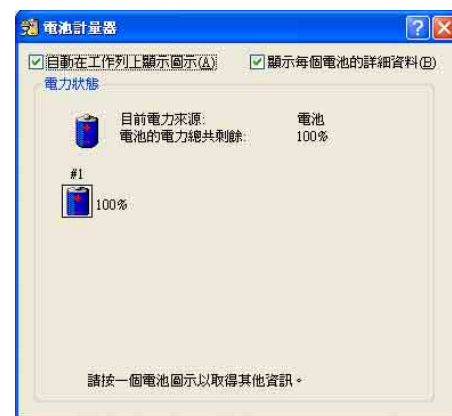 電池計量器
自動在工作列上顯示圖示(A) 顯示每個電池的詳細資料(B)
電力狀態
目前電力來源: 電池
電池的電力總共剩餘: 100%
#1
100%
請按一個電池圖示以取得其他資訊。